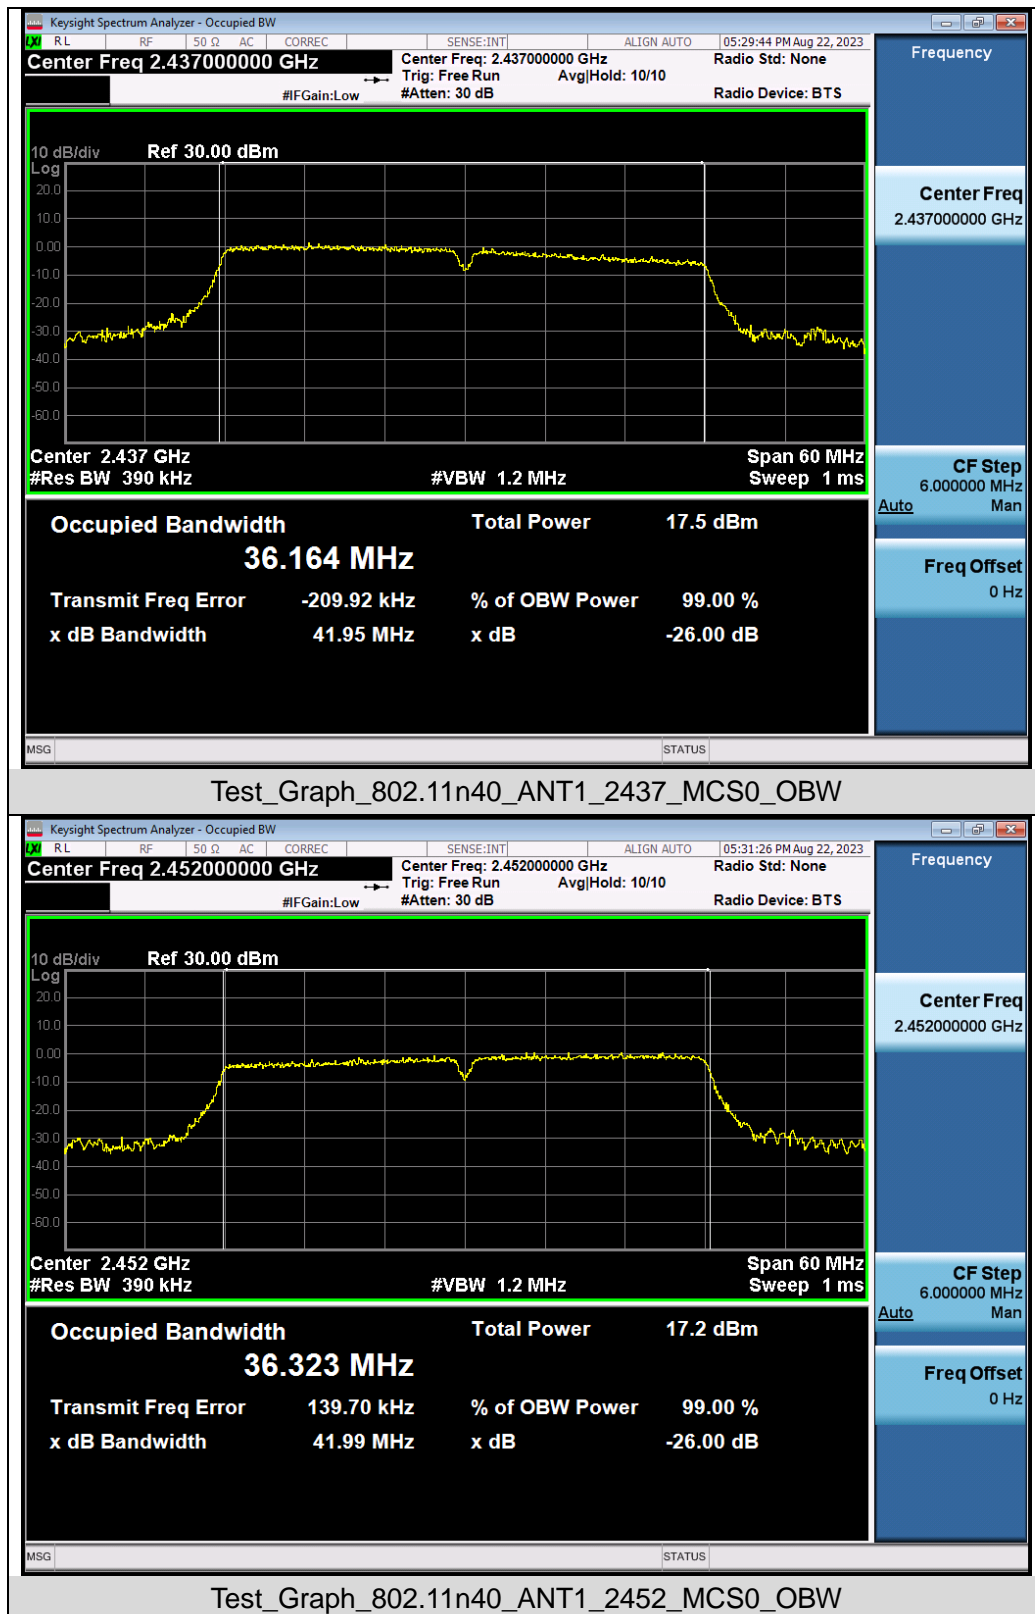 Keysight Spectrum Analyzer - Occupied BW
LXI RL RF 50 Ω AC CORREC SENSE:INT ALIGN AUTO 05:29:44 PM Aug 22, 2023
Center Freq 2.437000000 GHz
Center Freq: 2.437000000 GHz Radio Std: None
Trig: Free Run Avg|Hold: 10/10
#IFGain:Low #Atten: 30 dB Radio Device: BTS
Frequency
10 dB/div Ref 30.00 dBm
Log
20.0
10.0
0.00
-10.0
-20.0
-30.0
-40.0
-50.0
-60.0
Center Freq
2.437000000 GHz
Center 2.437 GHz Span 60 MHz
#Res BW 390 kHz #VBW 1.2 MHz Sweep 1 ms
CF Step
6.000000 MHz
Auto Man
Occupied Bandwidth Total Power 17.5 dBm
36.164 MHz
Freq Offset
0 Hz
Transmit Freq Error -209.92 kHz % of OBW Power 99.00 %
x dB Bandwidth 41.95 MHz x dB -26.00 dB
MSG STATUS
Test_Graph_802.11n40_ANT1_2437_MCS0_OBW
Keysight Spectrum Analyzer - Occupied BW
LXI RL RF 50 Ω AC CORREC SENSE:INT ALIGN AUTO 05:31:26 PM Aug 22, 2023
Center Freq 2.452000000 GHz
Center Freq: 2.452000000 GHz Radio Std: None
Trig: Free Run Avg|Hold: 10/10
#IFGain:Low #Atten: 30 dB Radio Device: BTS
Frequency
10 dB/div Ref 30.00 dBm
Log
20.0
10.0
0.00
-10.0
-20.0
-30.0
-40.0
-50.0
-60.0
Center Freq
2.452000000 GHz
Center 2.452 GHz Span 60 MHz
#Res BW 390 kHz #VBW 1.2 MHz Sweep 1 ms
CF Step
6.000000 MHz
Auto Man
Occupied Bandwidth Total Power 17.2 dBm
36.323 MHz
Freq Offset
0 Hz
Transmit Freq Error 139.70 kHz % of OBW Power 99.00 %
x dB Bandwidth 41.99 MHz x dB -26.00 dB
MSG STATUS
Test_Graph_802.11n40_ANT1_2452_MCS0_OBW